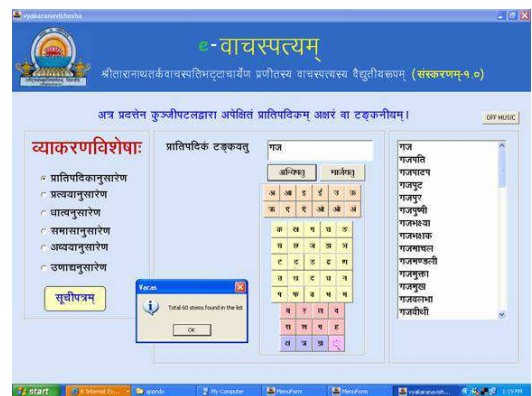 vyakaranavishesha
e-वाचस्पत्यम्
श्रीतारानाथतर्कवाचस्पतिभट्टाचार्येण प्रणीतस्य वाचस्पत्यस्य वैद्युतीयरूपम् (संस्करणम्-१.०)
अत्र प्रदत्तेन कुञ्जीपटलद्वारा अपेक्षितं प्रातिपदिकम् अक्षरं वा टङ्कनीयम्।
OFF MUSIC
व्याकरणविशेषाः
प्रातिपदिकानुसारेण
प्रत्ययानुसारेण
धात्वनुसारेण
समासानुसारेण
अव्ययानुसारेण
उणाद्यनुसारेण
सूचीपत्रम्
प्रातिपदिकं टङ्कयतु
गज
अन्विष्यतु मार्जयतु
अ आ इ ई उ ऊ
ऋ ए ऐ ओ औ अं
क ख ग घ ङ
च छ ज झ ञ
ट ठ ड ढ ण
त थ द ध न
प फ ब भ म
य र ल व
श ष स ह
क्ष त्र ज्ञ
Vacas
Total 60 stems found in the list
OK
गज
गजपति
गजपाटप
गजपुट
गजपुर
गजपुष्पी
गजभक्ष्या
गजभक्षक
गजमाचल
गजमण्डली
गजमुक्ता
गजमुख
गजवल्लभा
गजवीथी
start
appndx
My Computer
MenuForm
MenuForm
vyakaranavish...
1:19 PM